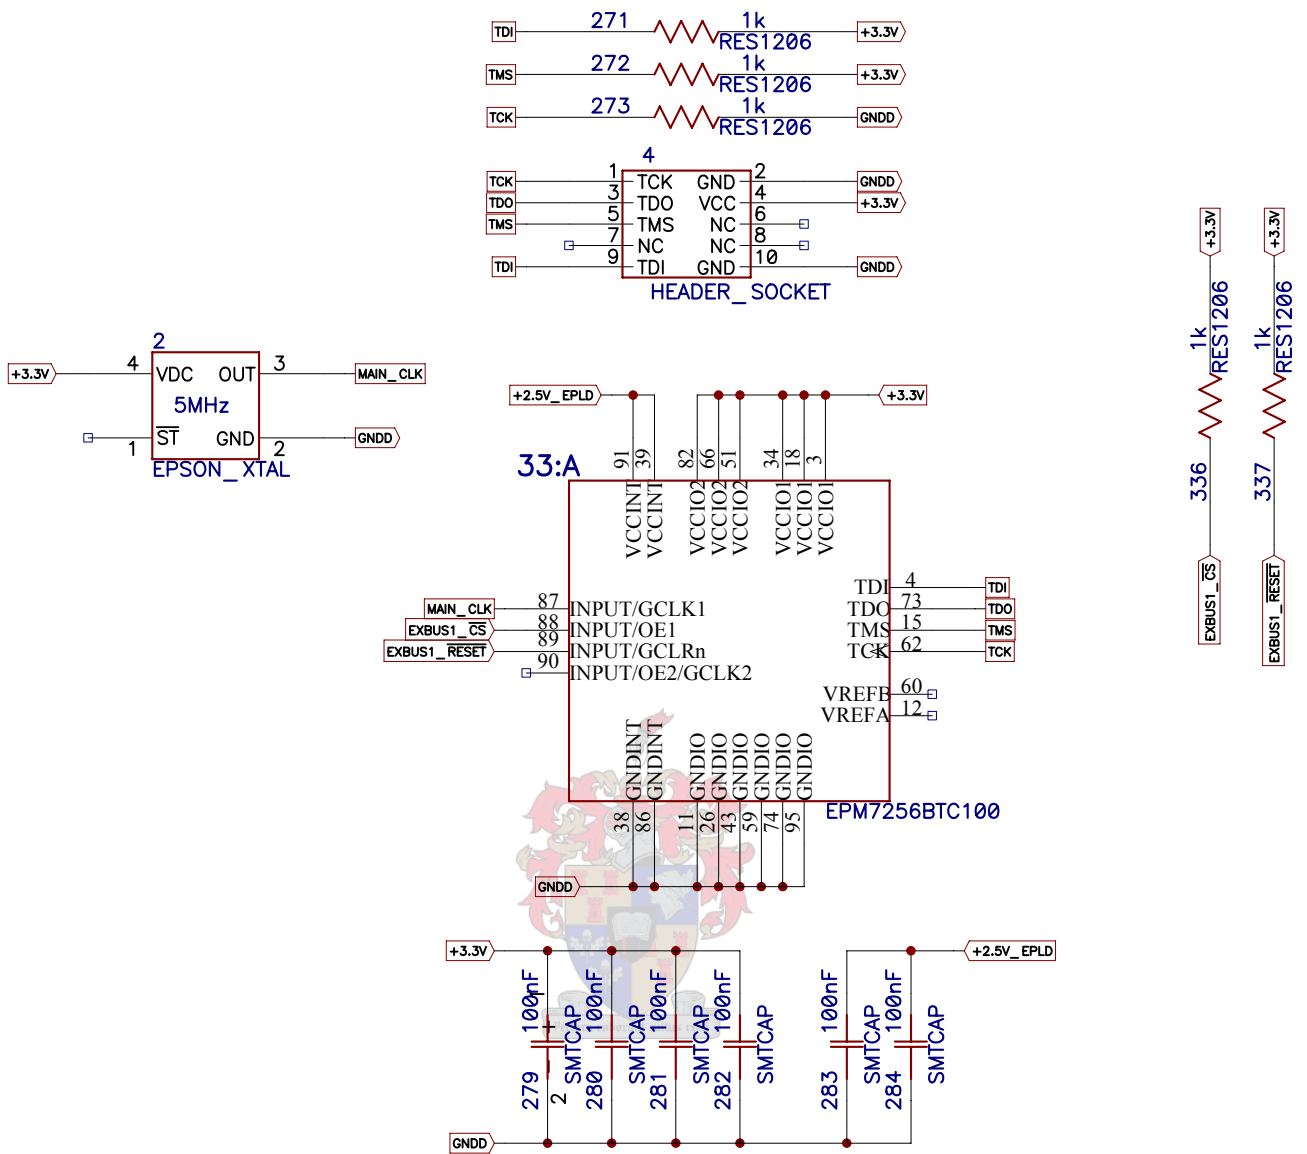 TDI 271 1k RES1206 +3.3V
TMS 272 1k RES1206 +3.3V
TCK 273 1k RES1206 GNDD
4
TCK 1 TCK GND 2 GNDD
TDO 3 TDO VCC 4 +3.3V
TMS 5 TMS NC 6
7 NC NC 8
TDI 9 TDI GND 10 GNDD
HEADER_SOCKET
2
+3.3V 4 VDC OUT 3 MAIN_CLK
5MHz
1 ST GND 2 GNDD
EPSON_XTAL
+3.3V
1k
RES1206
336
EXBUS1_CS
+3.3V
1k
RES1206
337
EXBUS1_RESET
+2.5V_EPLD
+3.3V
33:A
91 39 82 66 51 34 18 3
VCCINT VCCINT VCCIO2 VCCIO2 VCCIO2 VCCIO1 VCCIO1 VCCIO1
MAIN_CLK 87 INPUT/GCLK1
EXBUS1_CS 88 INPUT/OE1
EXBUS1_RESET 89 INPUT/GCLRn
90 INPUT/OE2/GCLK2
TDI 4 TDI
TDO 73 TDO
TMS 15 TMS
TCK 62 TCK
VREFB 60
VREFA 12
GNDINT GNDINT GNDIO GNDIO GNDIO GNDIO GNDIO GNDIO
38 86 11 26 43 59 74 95
EPM7256BTC100
GNDD
+3.3V
+2.5V_EPLD
100nF 100nF 100nF 100nF 100nF 100nF
+
-
SMTCAP SMTCAP SMTCAP SMTCAP SMTCAP SMTCAP
279 2 280 281 282 283 284
GNDD